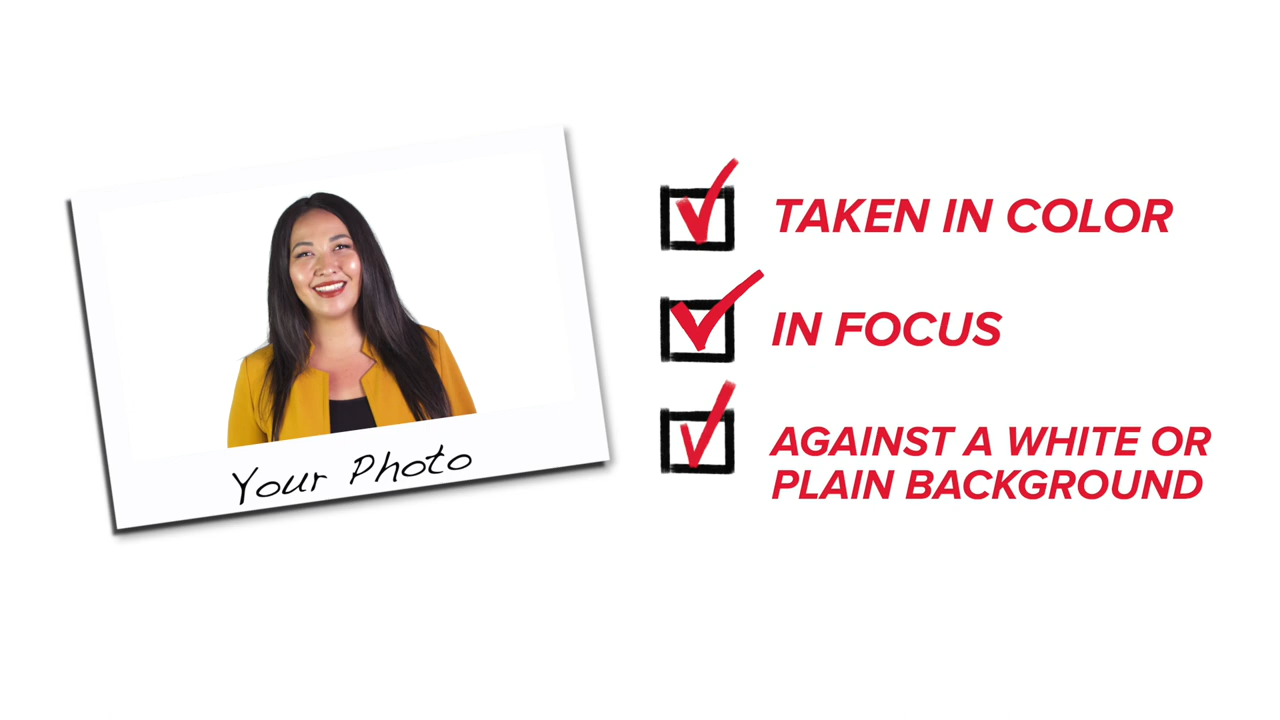 Your Photo
TAKEN IN COLOR
IN FOCUS
AGAINST A WHITE OR
PLAIN BACKGROUND